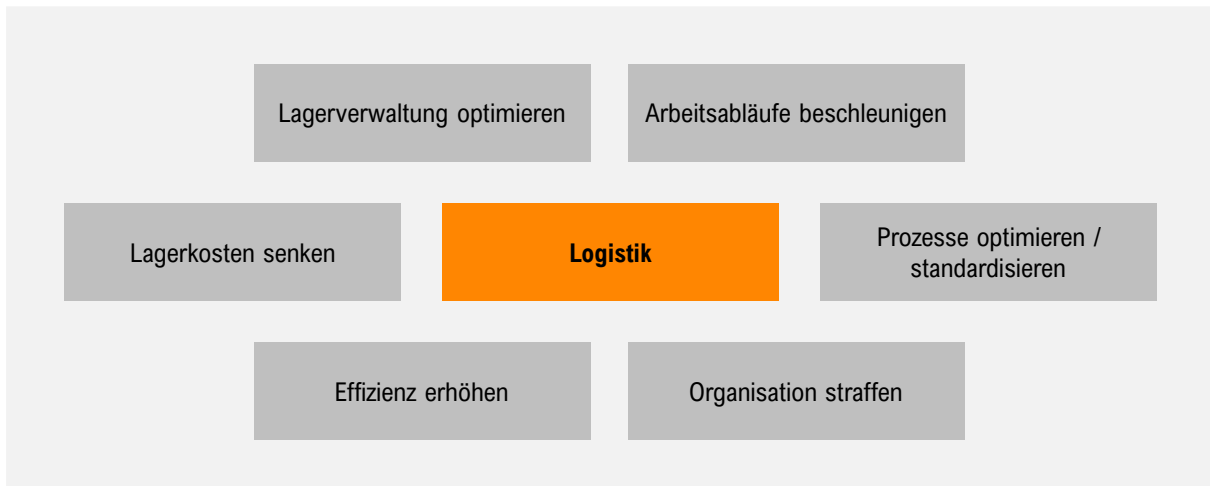 Lagerverwaltung optimieren
Arbeitsabläufe beschleunigen
Lagerkosten senken
Logistik
Prozesse optimieren /
standardisieren
Effizienz erhöhen
Organisation straffen